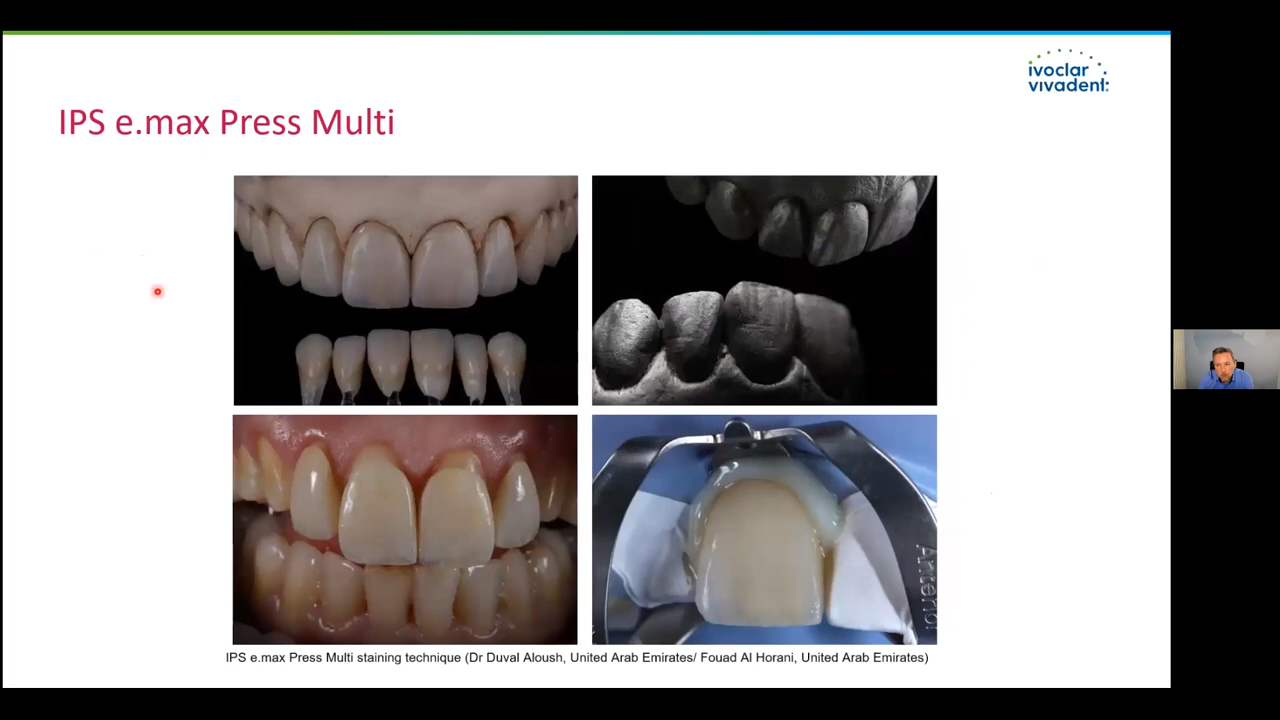 ivoclar
vivadent:
IPS e.max Press Multi
Anterior
IPS e.max Press Multi staining technique (Dr Duval Aloush, United Arab Emirates/ Fouad Al Horani, United Arab Emirates)